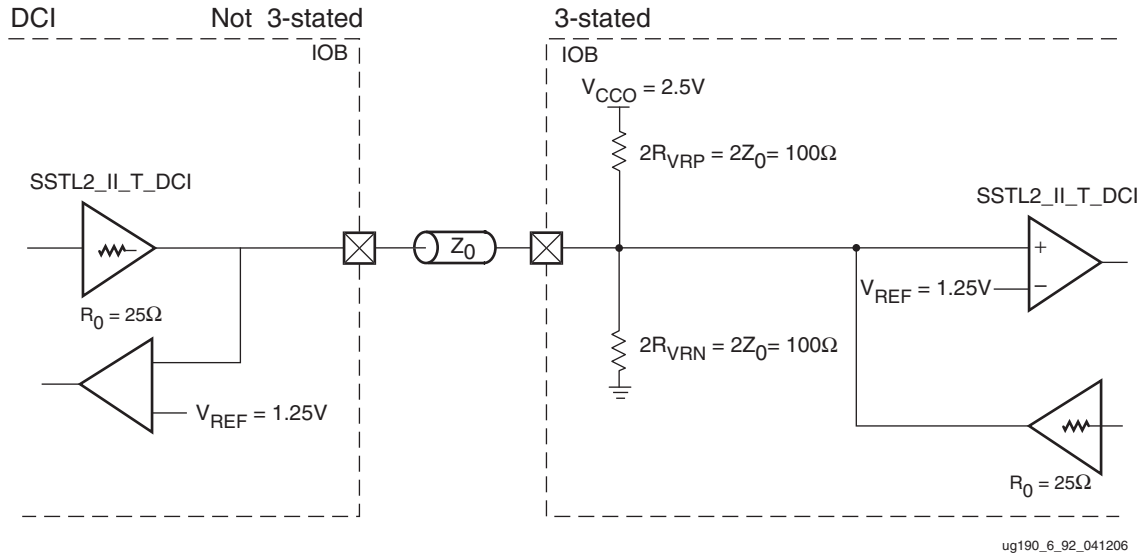 DCI Not 3-stated
3-stated
IOB
IOB
V_CCO = 2.5V
2R_VRP = 2Z_0= 100Ω
SSTL2_II_T_DCI
SSTL2_II_T_DCI
Z_0
+
V_REF = 1.25V
−
R_0 = 25Ω
2R_VRN = 2Z_0= 100Ω
V_REF = 1.25V
R_0 = 25Ω
ug190_6_92_041206